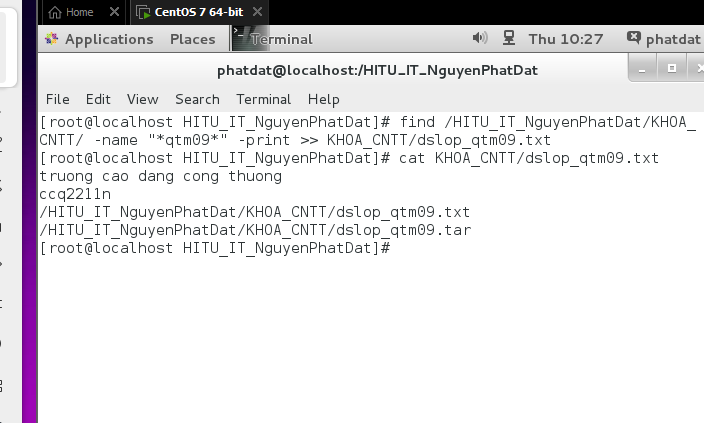 Home
CentOS 7 64-bit
Applications Places Terminal Thu 10:27 phatdat
phatdat@localhost:/HITU_IT_NguyenPhatDat
File Edit View Search Terminal Help
[root@localhost HITU_IT_NguyenPhatDat]# find /HITU_IT_NguyenPhatDat/KHOA_
CNTT/ -name "*qtm09*" -print >> KHOA_CNTT/dslop_qtm09.txt
[root@localhost HITU_IT_NguyenPhatDat]# cat KHOA_CNTT/dslop_qtm09.txt
truong cao dang cong thuong
ccq2211n
/HITU_IT_NguyenPhatDat/KHOA_CNTT/dslop_qtm09.txt
/HITU_IT_NguyenPhatDat/KHOA_CNTT/dslop_qtm09.tar
[root@localhost HITU_IT_NguyenPhatDat]#